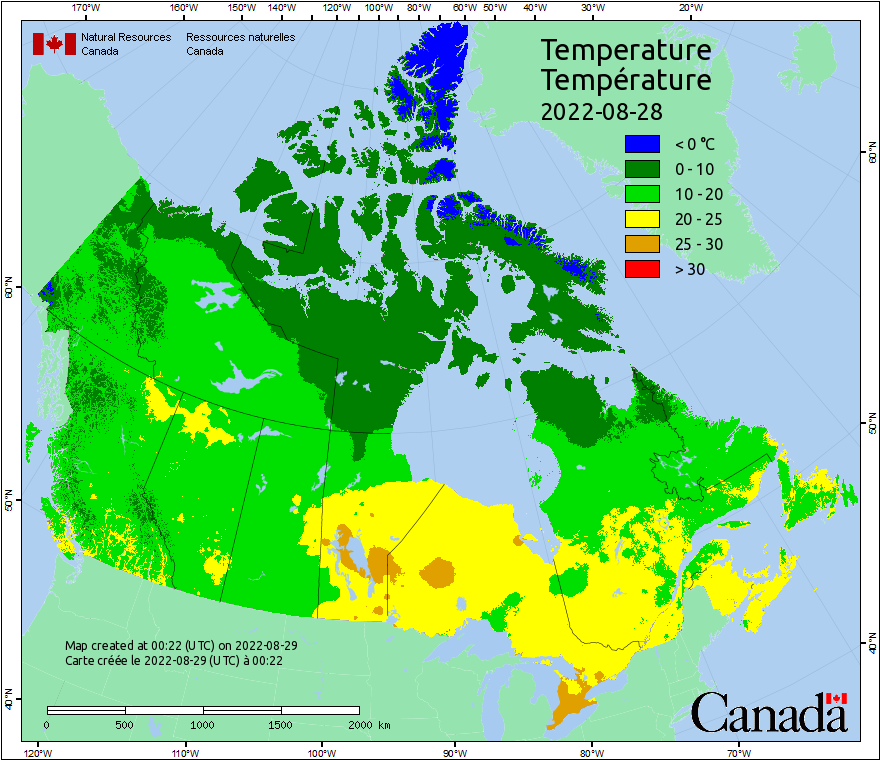 170°W 160°W 150°W 140°W 130°W 120°W 110°W 100°W 90°W 80°W 60°W 50°W 40°W 30°W 20°W
Natural Resources Canada
Ressources naturelles Canada
Temperature
Température
2022-08-28
< 0 °C
0 - 10
10 - 20
20 - 25
25 - 30
> 30
60°N
60°N
50°N
50°N
40°N
40°N
Map created at 00:22 (UTC) on 2022-08-29
Carte créée le 2022-08-29 (UTC) à 00:22
0 500 1000 1500 2000 km
Canada
120°W 110°W 100°W 90°W 80°W 70°W